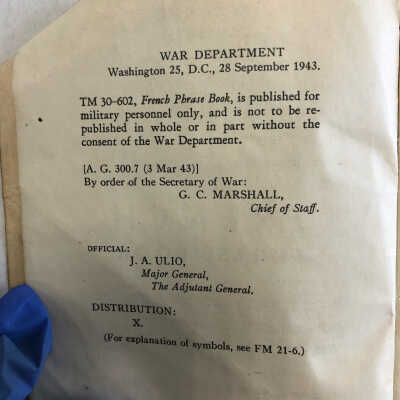 WAR DEPARTMENT
Washington 25, D.C., 28 September 1943.
TM 30–602, French Phrase Book, is published for
military personnel only, and is not to be re-
published in whole or in part without the
consent of the War Department.
[A. G. 300.7 (3 Mar 43)]
By order of the Secretary of War:
G. C. MARSHALL,
Chief of Staff.
OFFICIAL:
J. A. ULIO,
Major General,
The Adjutant General.
DISTRIBUTION:
X.
(For explanation of symbols, see FM 21-6.)